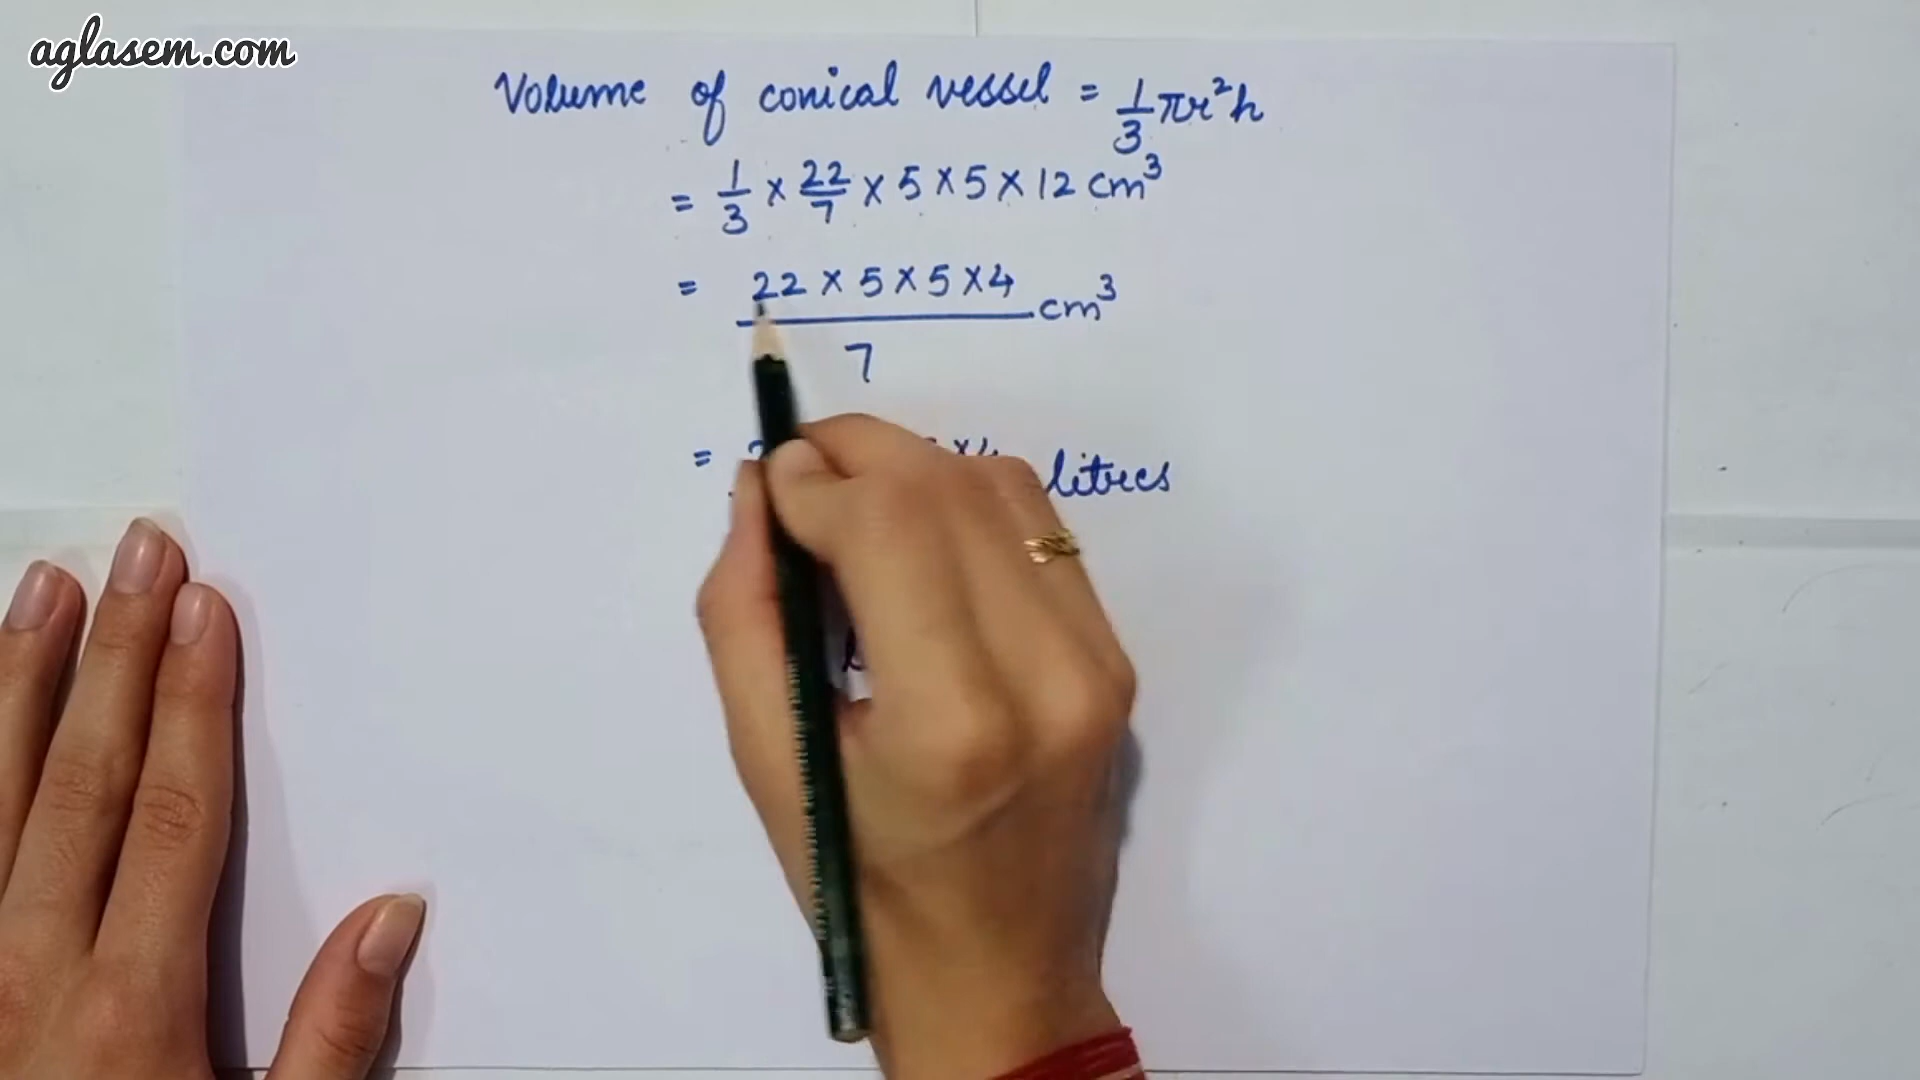 aglasem.com
Volume of conical vessel = 1/3 πr²h
= 1/3 × 22/7 × 5 × 5 × 12 cm³
= 22 × 5 × 5 × 4 / 7 cm³
= × 4 litres